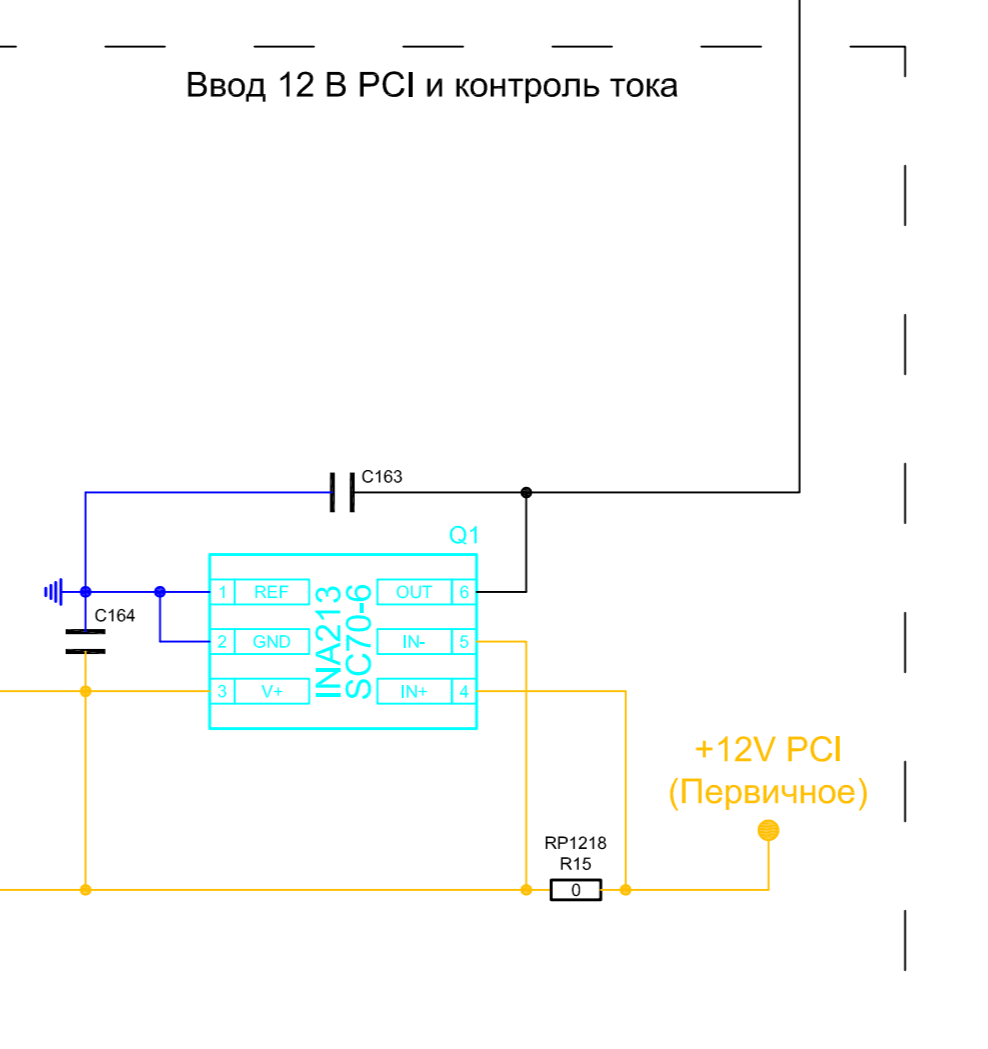 Ввод 12 В PCI и контроль тока
C163
Q1
1 REF
OUT 6
C164
2 GND
IN- 5
3 V+
IN+ 4
INA213
SC70-6
+12V PCI
(Первичное)
RP1218
R15
0